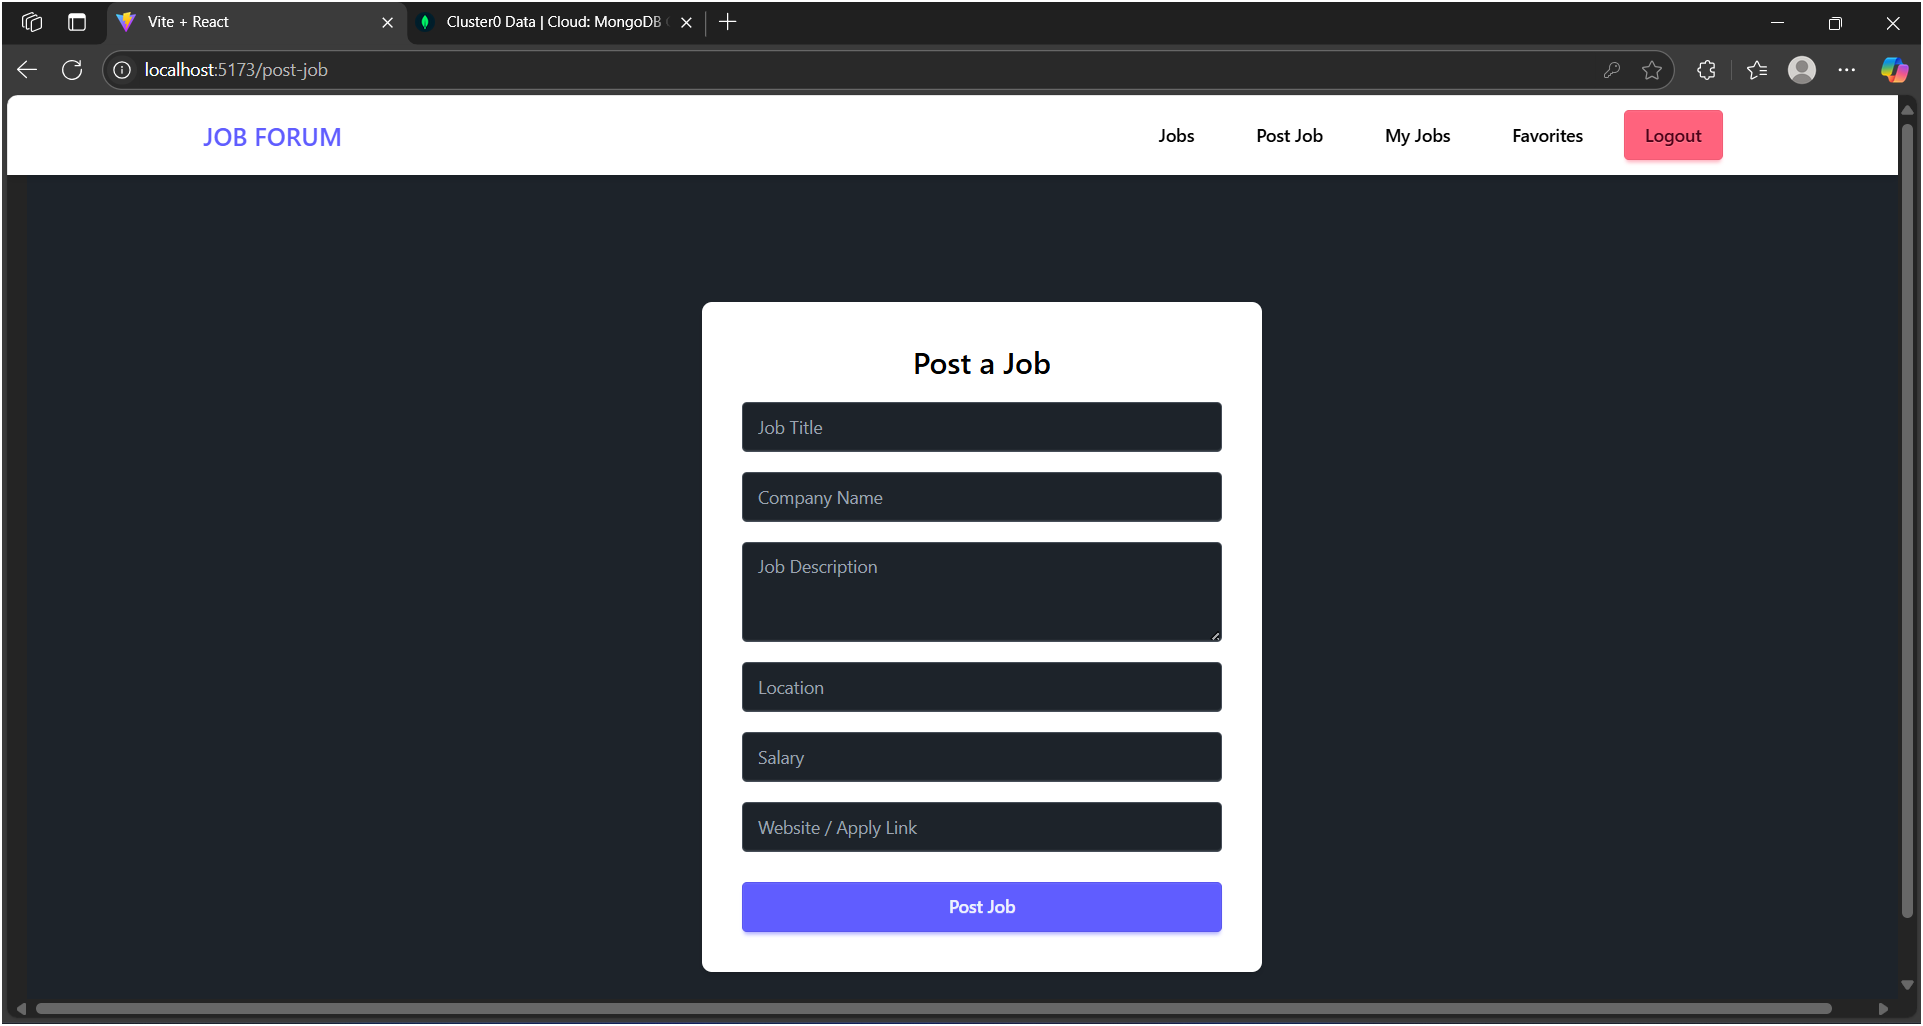 Vite + React
Cluster0 Data | Cloud: MongoDB
localhost:5173/post-job
JOB FORUM
Jobs
Post Job
My Jobs
Favorites
Logout
Post a Job
Job Title
Company Name
Job Description
Location
Salary
Website / Apply Link
Post Job